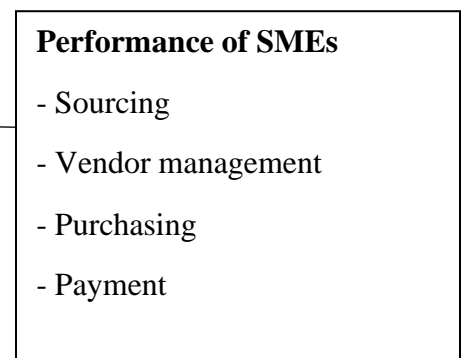 Performance of SMEs
- Sourcing
- Vendor management
- Purchasing
- Payment